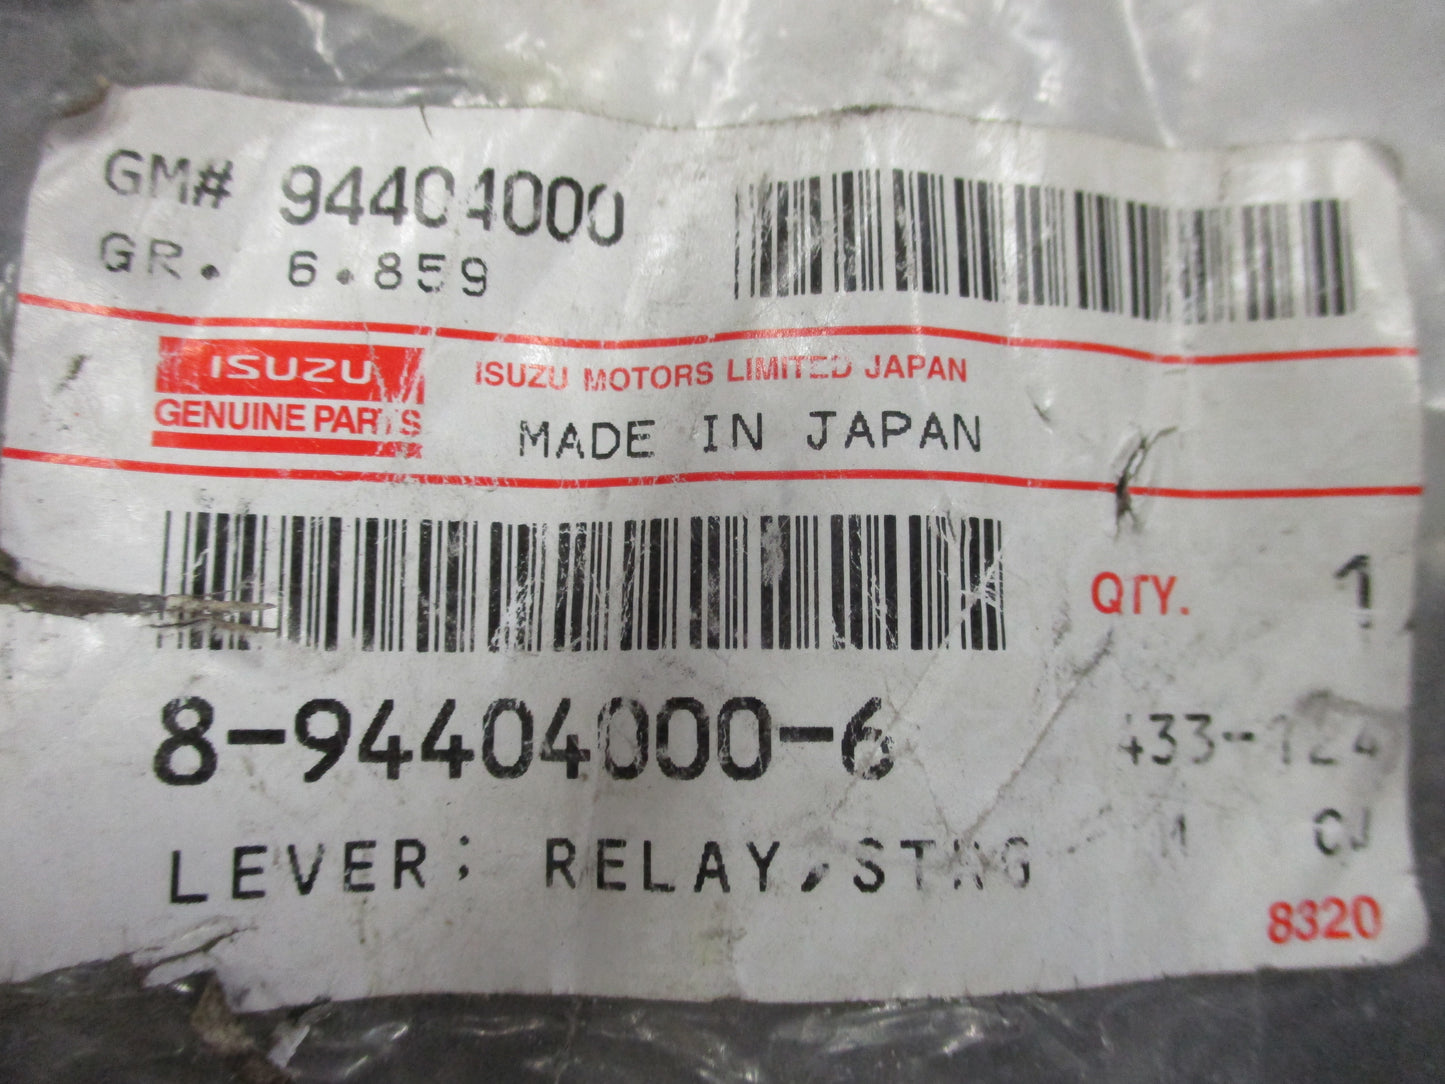 GM# 94404000
GR. 6.859
ISUZU
GENUINE PARTS
ISUZU MOTORS LIMITED JAPAN
MADE IN JAPAN
QTY. 1
8-94404000-6
LEVER; RELAY,STRG
8320